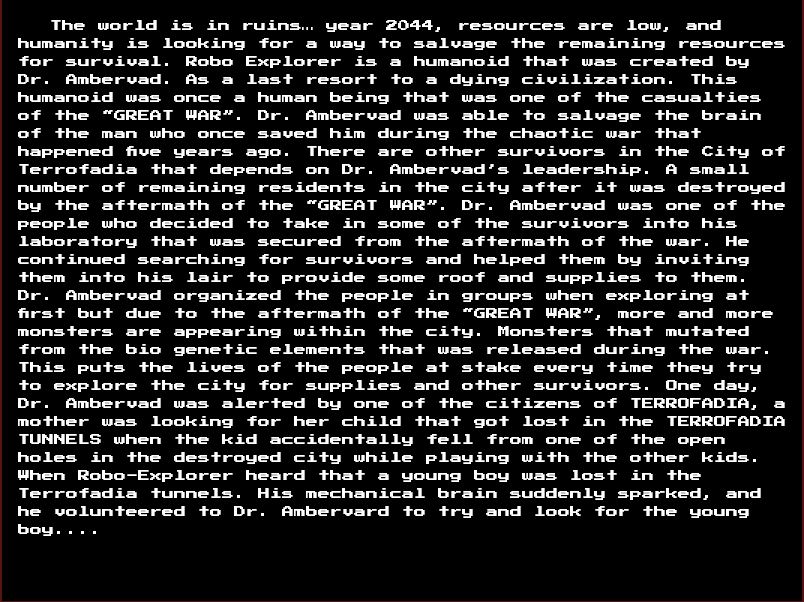 The world is in ruins… year 2044, resources are low, and
humanity is looking for a way to salvage the remaining resources
for survival. Robo Explorer is a humanoid that was created by
Dr. Ambervad. As a last resort to a dying civilization. This
humanoid was once a human being that was one of the casualties
of the “GREAT WAR”. Dr. Ambervad was able to salvage the brain
of the man who once saved him during the chaotic war that
happened five years ago. There are other survivors in the City of
Terrofadia that depends on Dr. Ambervad's leadership. A small
number of remaining residents in the city after it was destroyed
by the aftermath of the “GREAT WAR”. Dr. Ambervad was one of the
people who decided to take in some of the survivors into his
laboratory that was secured from the aftermath of the war. He
continued searching for survivors and helped them by inviting
them into his lair to provide some roof and supplies to them.
Dr. Ambervad organized the people in groups when exploring at
first but due to the aftermath of the “GREAT WAR”, more and more
monsters are appearing within the city. Monsters that mutated
from the bio genetic elements that was released during the war.
This puts the lives of the people at stake every time they try
to explore the city for supplies and other survivors. One day,
Dr. Ambervad was alerted by one of the citizens of TERROFADIA, a
mother was looking for her child that got lost in the TERROFADIA
TUNNELS when the kid accidentally fell from one of the open
holes in the destroyed city while playing with the other kids.
When Robo-Explorer heard that a young boy was lost in the
Terrofadia tunnels. His mechanical brain suddenly sparked, and
he volunteered to Dr. Ambervard to try and look for the young
boy....